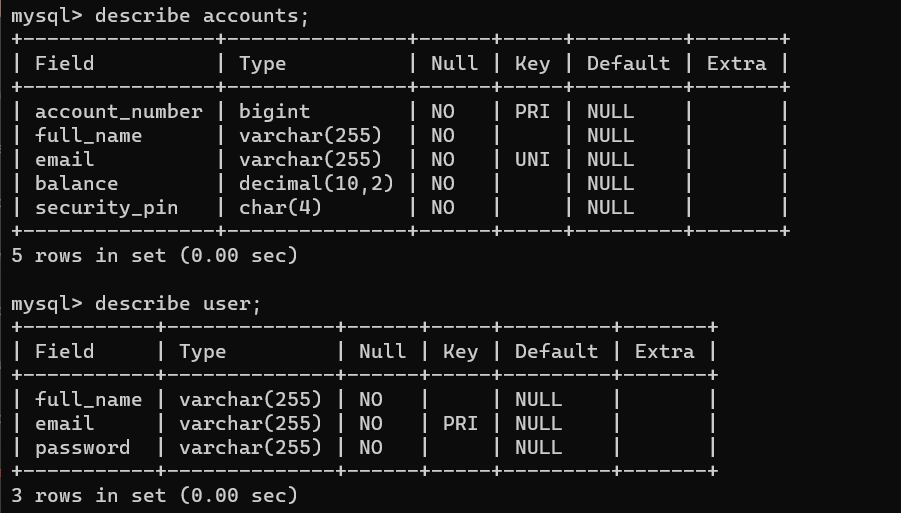 mysql> describe accounts;
+----------------+---------------+------+-----+---------+-------+
| Field          | Type          | Null | Key | Default | Extra |
+----------------+---------------+------+-----+---------+-------+
| account_number | bigint        | NO   | PRI | NULL    |       |
| full_name      | varchar(255)  | NO   |     | NULL    |       |
| email          | varchar(255)  | NO   | UNI | NULL    |       |
| balance        | decimal(10,2) | NO   |     | NULL    |       |
| security_pin   | char(4)       | NO   |     | NULL    |       |
+----------------+---------------+------+-----+---------+-------+
5 rows in set (0.00 sec)

mysql> describe user;
+-----------+--------------+------+-----+---------+-------+
| Field     | Type         | Null | Key | Default | Extra |
+-----------+--------------+------+-----+---------+-------+
| full_name | varchar(255) | NO   |     | NULL    |       |
| email     | varchar(255) | NO   | PRI | NULL    |       |
| password  | varchar(255) | NO   |     | NULL    |       |
+-----------+--------------+------+-----+---------+-------+
3 rows in set (0.00 sec)